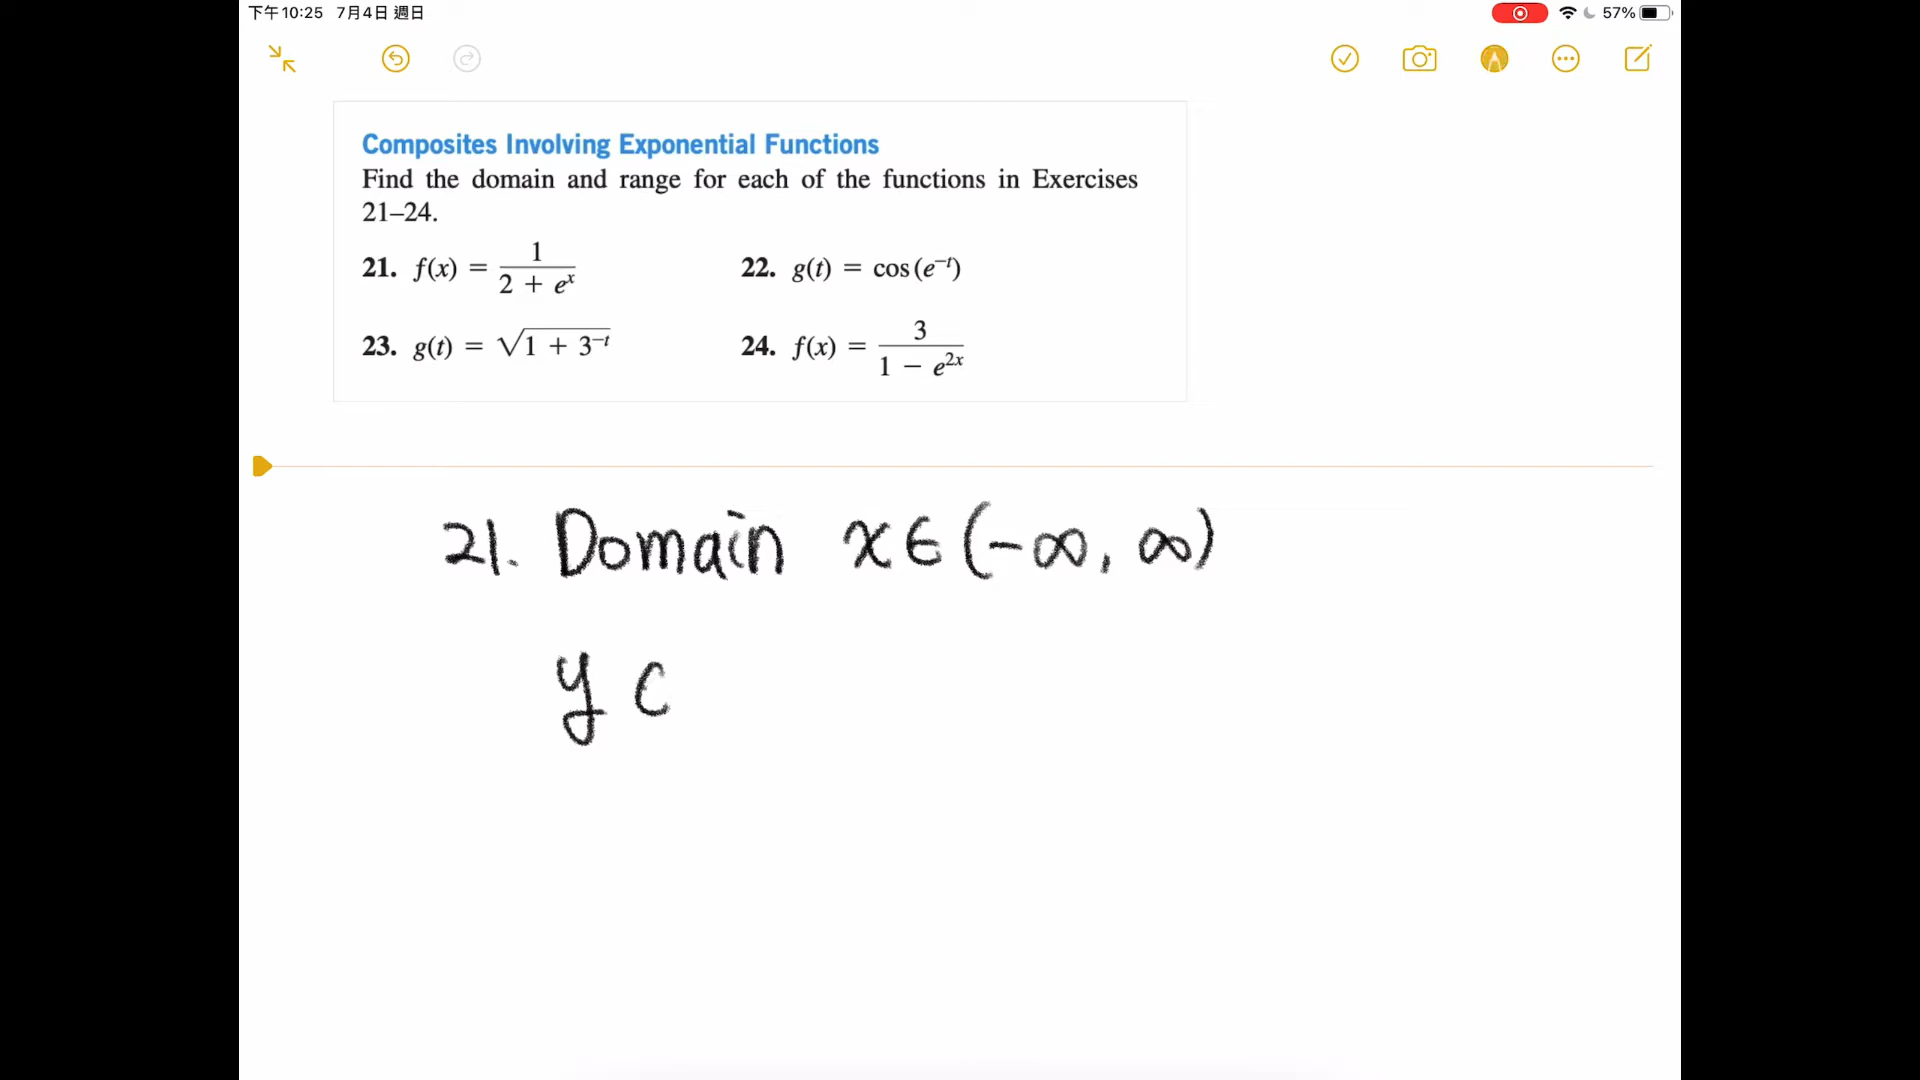 下午10:25 7月4日 週日
57%
Composites Involving Exponential Functions
Find the domain and range for each of the functions in Exercises
21–24.
21. f(x) = 1 / (2 + eˣ)
22. g(t) = cos(e⁻ᵗ)
23. g(t) = √(1 + 3⁻ᵗ)
24. f(x) = 3 / (1 − e²ˣ)
21. Domain x∈(-∞, ∞)
y c